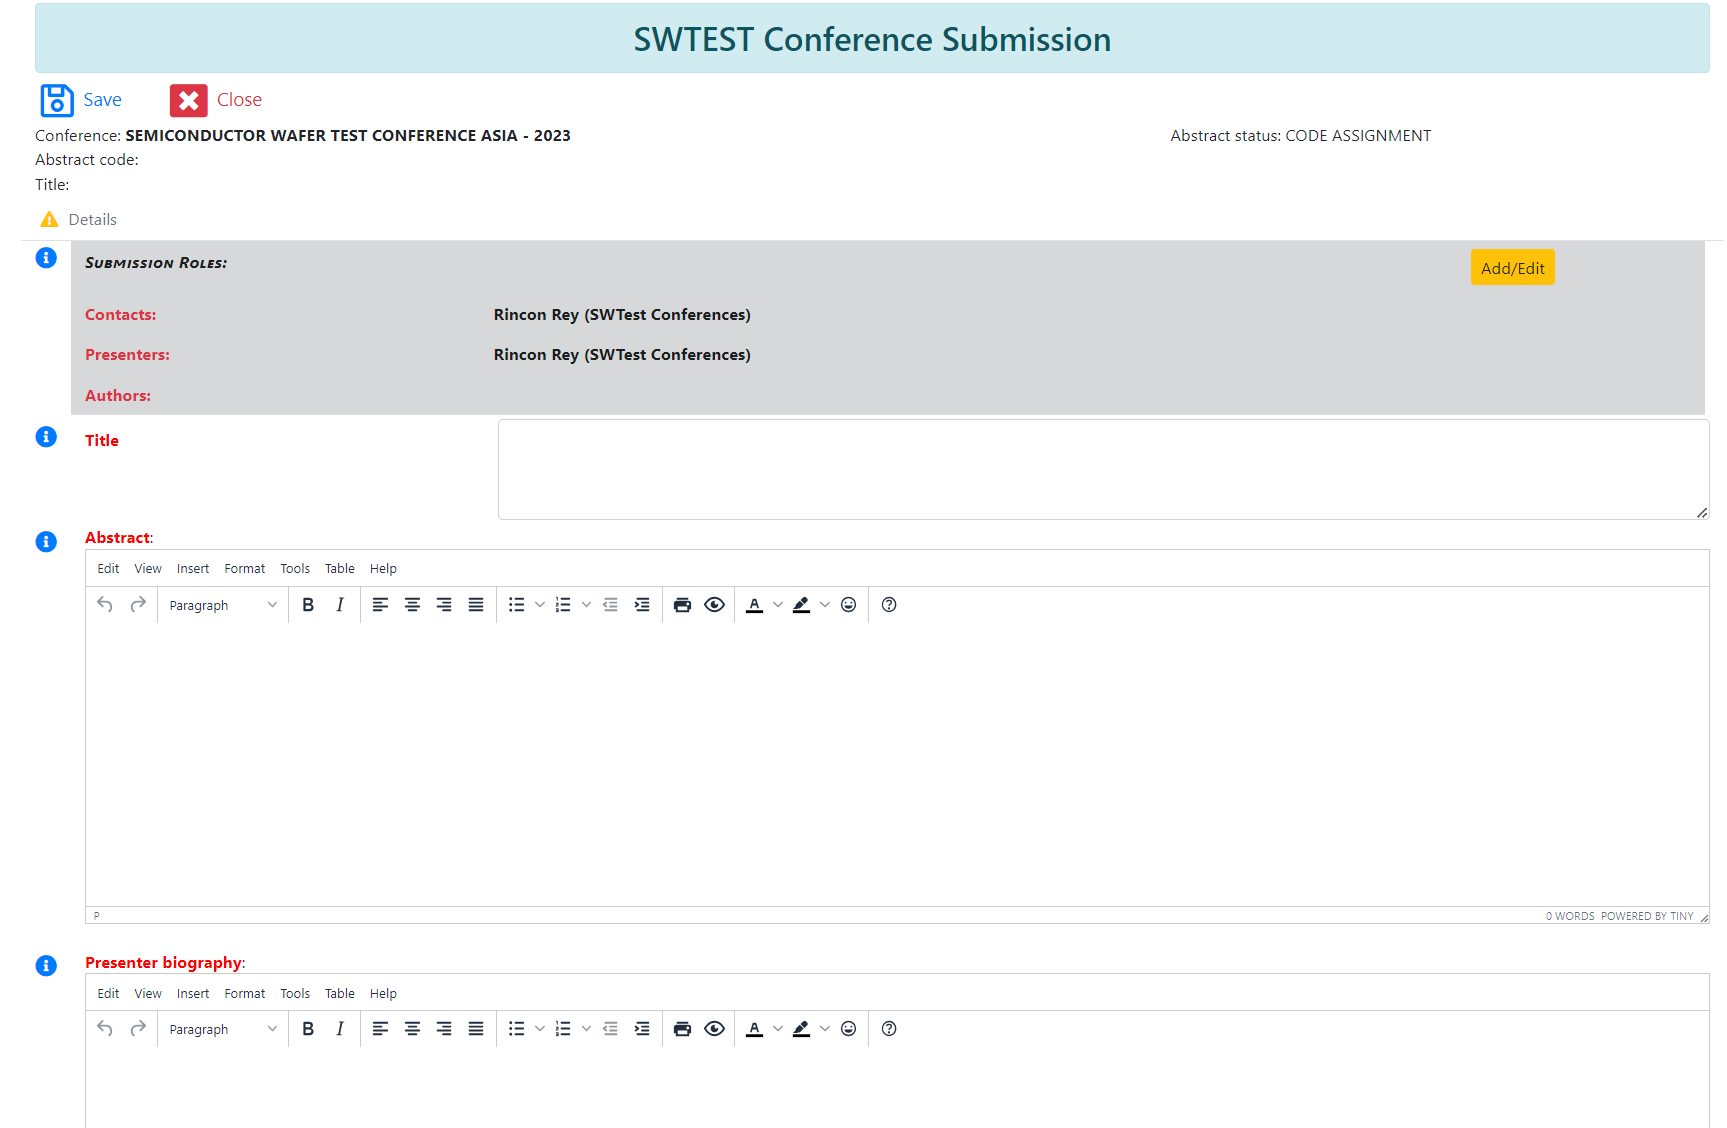 SWTEST Conference Submission
Save Close
Conference: SEMICONDUCTOR WAFER TEST CONFERENCE ASIA - 2023 Abstract status: CODE ASSIGNMENT
Abstract code:
Title:
Details
Submission Roles: Add/Edit
Contacts: Rincon Rey (SWTest Conferences)
Presenters: Rincon Rey (SWTest Conferences)
Authors:
Title
Abstract:
Edit View Insert Format Tools Table Help
Paragraph B I A
P 0 WORDS POWERED BY TINY
Presenter biography:
Edit View Insert Format Tools Table Help
Paragraph B I A